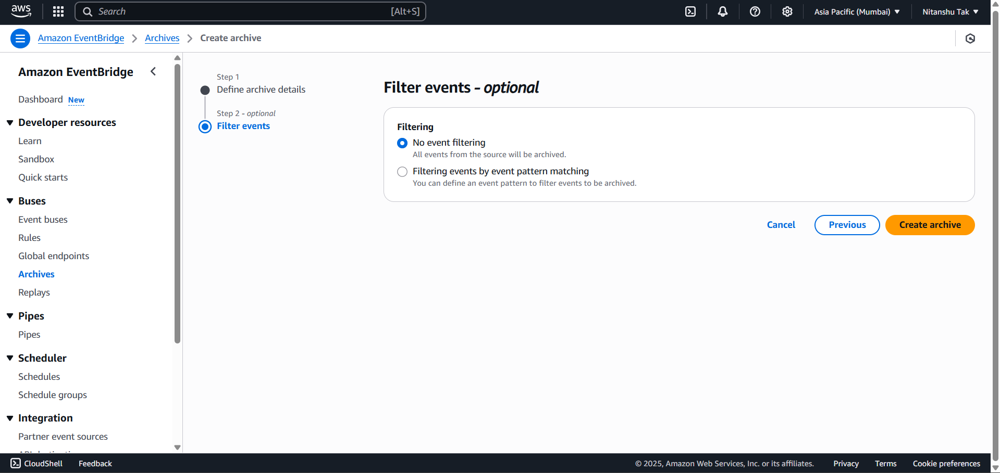 aws
Search
[Alt+S]
Asia Pacific (Mumbai)
Nitanshu Tak
Amazon EventBridge
Archives
Create archive
Amazon EventBridge
Dashboard New
Developer resources
Learn
Sandbox
Quick starts
Buses
Event buses
Rules
Global endpoints
Archives
Replays
Pipes
Pipes
Scheduler
Schedules
Schedule groups
Integration
Partner event sources
Step 1
Define archive details
Step 2 - optional
Filter events
Filter events - optional
Filtering
No event filtering
All events from the source will be archived.
Filtering events by event pattern matching
You can define an event pattern to filter events to be archived.
Cancel
Previous
Create archive
CloudShell
Feedback
© 2025, Amazon Web Services, Inc. or its affiliates.
Privacy
Terms
Cookie preferences